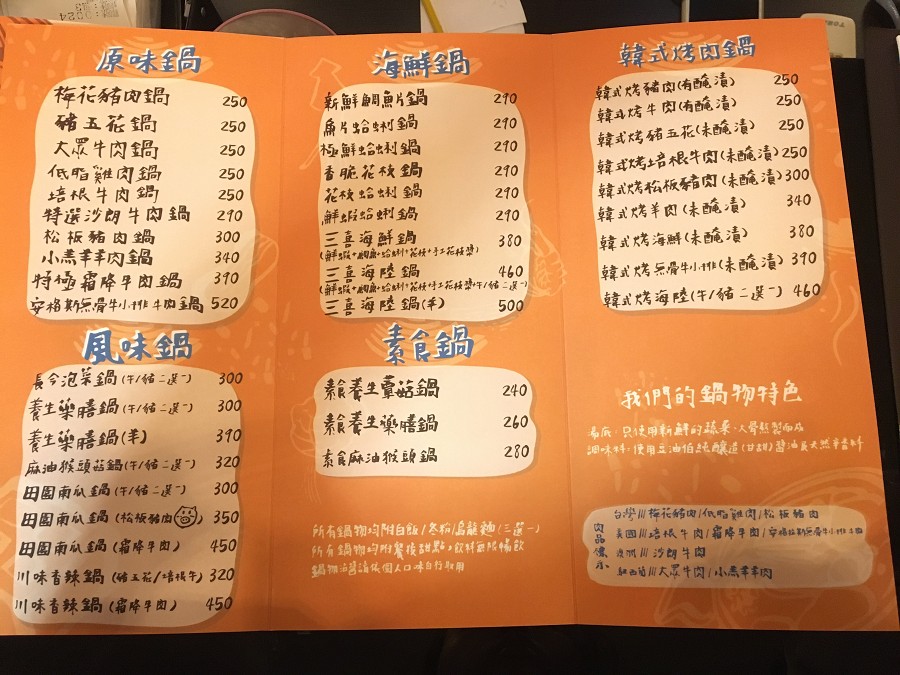 原味鍋
梅花豬肉鍋 250
豬五花鍋 250
大眾牛肉鍋 250
低脂雞肉鍋 250
培根牛肉鍋 250
特選沙朗牛肉鍋 290
松板豬肉鍋 300
小羔羊羊肉鍋 340
特極霜降牛肉鍋 390
安格斯無骨牛小排牛肉鍋 520
風味鍋
長今泡菜鍋(牛/豬二選一) 300
養生藥膳鍋(牛/豬二選一) 300
養生藥膳鍋(羊) 390
麻油猴頭菇鍋(牛/豬二選一) 320
田園南瓜鍋(牛/豬二選一) 300
田園南瓜鍋(松板豬肉) 350
田園南瓜鍋(霜降牛肉) 450
川味香辣鍋(豬五花/培根牛) 320
川味香辣鍋(霜降牛肉) 450
海鮮鍋
新鮮鯛魚片鍋 290
魚片蛤蜊鍋 290
極鮮蛤蜊鍋 290
香脆花枝鍋 290
花枝蛤蜊鍋 290
鮮蝦蛤蜊鍋 290
三喜海鮮鍋 380
(鮮蝦+鯛魚+蛤蜊+花枝+手工花枝漿)
三喜海陸鍋 460
(鮮蝦+鯛魚+蛤蜊+花枝+手工花枝漿+牛/豬二選一)
三喜海陸鍋(羊) 500
素食鍋
素食養生蕈菇鍋 240
素食養生藥膳鍋 260
素食麻油猴頭鍋 280
所有鍋物均附白飯/冬粉/烏龍麵(三選一)
所有鍋物均附餐後甜點、飲料無限暢飲
鍋物沾醬請依個人口味自行取用
韓式烤肉鍋
韓式烤豬肉(有醃漬) 250
韓式烤牛肉(有醃漬) 250
韓式烤豬五花(未醃漬) 250
韓式烤培根牛肉(未醃漬) 250
韓式烤松板豬肉(未醃漬) 300
韓式烤羊肉(未醃漬) 340
韓式烤海鮮(未醃漬) 380
韓式烤無骨牛小排(未醃漬) 390
韓式烤海陸(牛/豬二選一) 460
我們的鍋物特色
湯底:只使用新鮮的蔬果、大骨熬製而成
調味料:使用豆油伯純釀造(甘甜)醬油及天然辛香料
肉品傳示
台灣///梅花豬肉/低脂雞肉/松板豬肉
美國///培根牛肉/霜降牛肉/安格斯無骨牛小排牛肉
澳洲///沙朗牛肉
紐西蘭///大眾牛肉/小羔羊羊肉